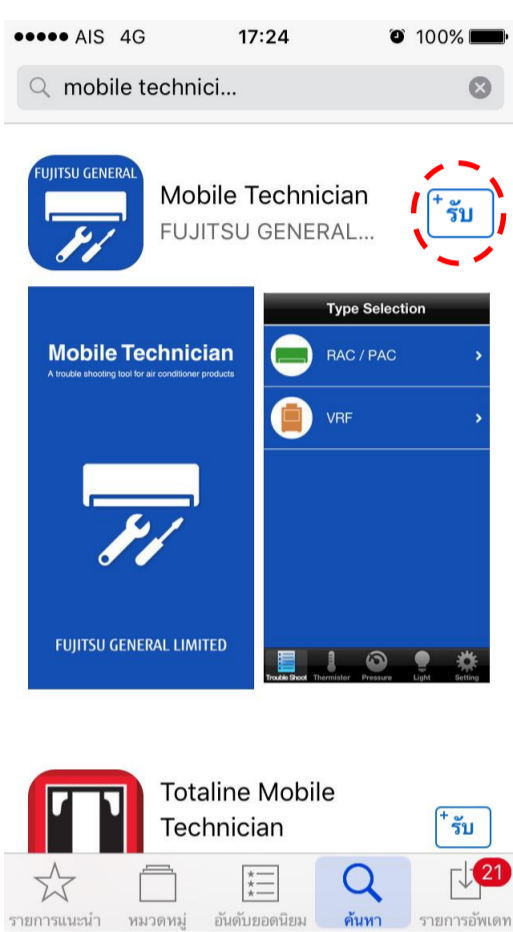 AIS 4G 17:24 100%
mobile technici...
FUJITSU GENERAL
Mobile Technician
FUJITSU GENERAL...
+รับ
Mobile Technician
A trouble shooting tool for air conditioner products
FUJITSU GENERAL LIMITED
Type Selection
RAC / PAC
VRF
Trouble Shoot Thermistor Pressure Light Setting
Totaline Mobile
Technician
+รับ
21
รายการแนะนำ หมวดหมู่ อันดับยอดนิยม ค้นหา รายการอัพเดท